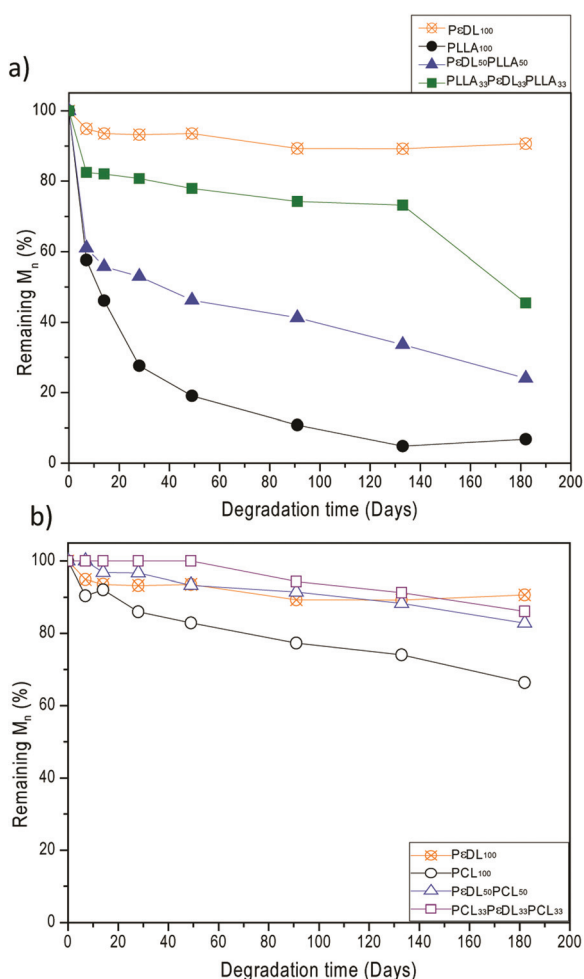 PεDL100
PLLA100
PεDL50PLLA50
PLLA33PεDL33PLLA33
a)
100
80
60
40
20
0
Remaining Mn (%)
0 20 40 60 80 100 120 140 160 180 200
Degradation time (Days)
b)
100
80
60
40
20
0
Remaining Mn (%)
PεDL100
PCL100
PεDL50PCL50
PCL33PεDL33PCL33
0 20 40 60 80 100 120 140 160 180 200
Degradation time (Days)